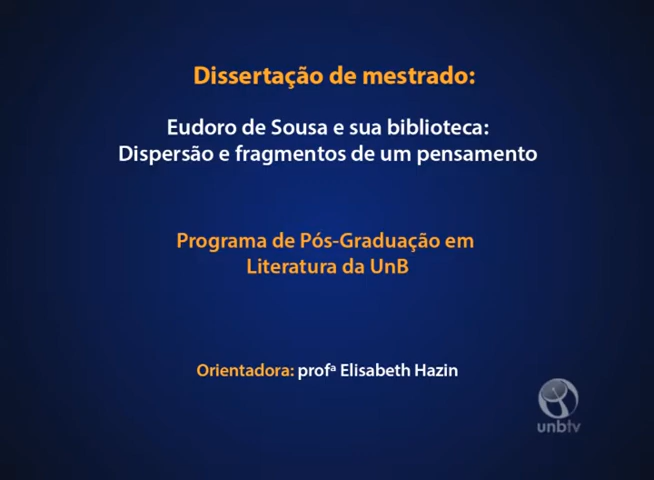 Dissertação de mestrado:
Eudoro de Sousa e sua biblioteca:
Dispersão e fragmentos de um pensamento
Programa de Pós-Graduação em
Literatura da UnB
Orientadora: profª Elisabeth Hazin
unbtv